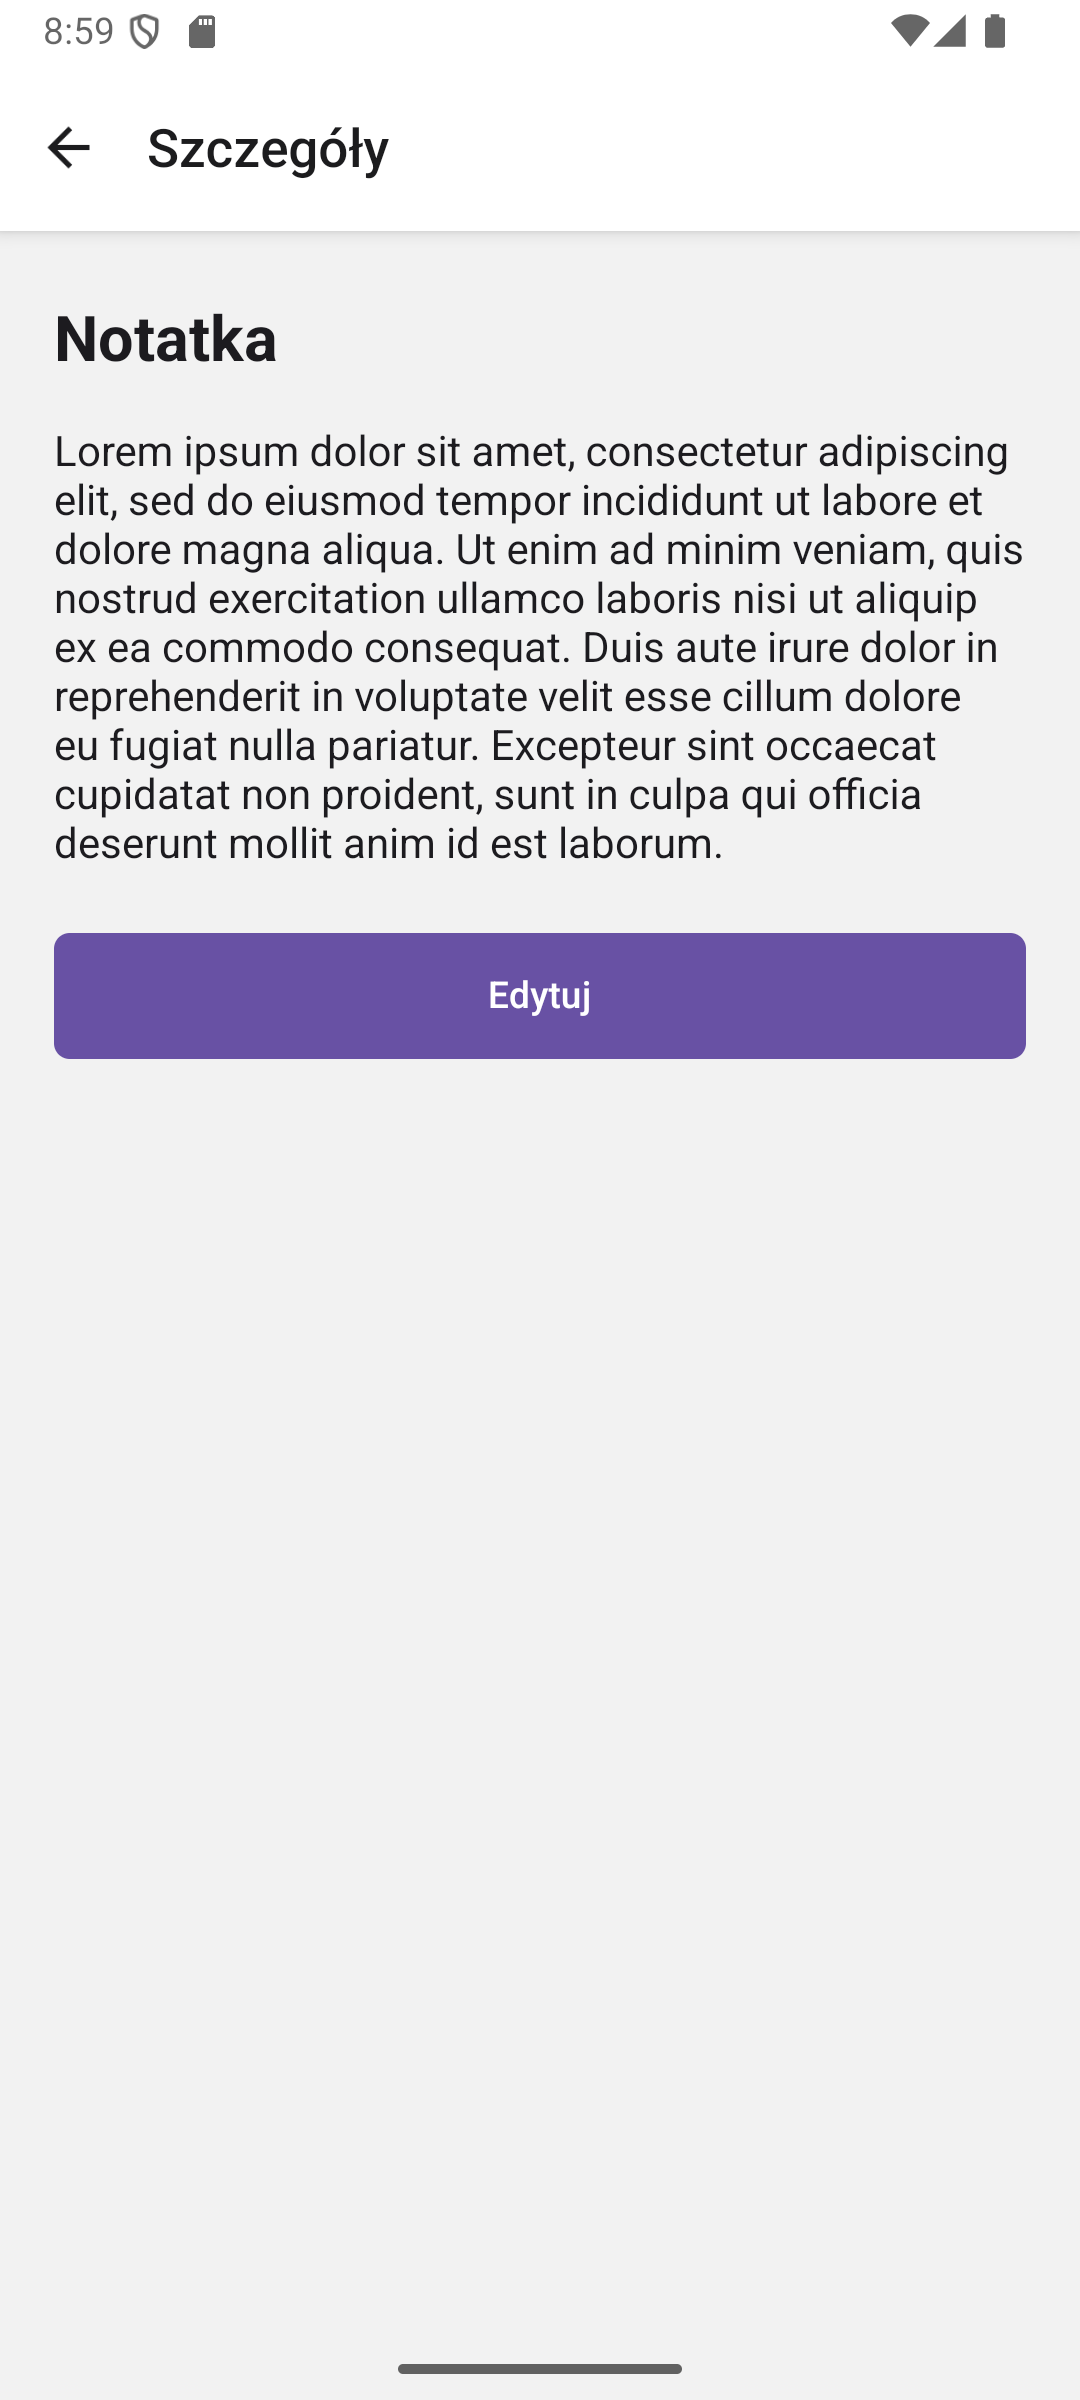 8:59
Szczegóły
Notatka
Lorem ipsum dolor sit amet, consectetur adipiscing
elit, sed do eiusmod tempor incididunt ut labore et
dolore magna aliqua. Ut enim ad minim veniam, quis
nostrud exercitation ullamco laboris nisi ut aliquip
ex ea commodo consequat. Duis aute irure dolor in
reprehenderit in voluptate velit esse cillum dolore
eu fugiat nulla pariatur. Excepteur sint occaecat
cupidatat non proident, sunt in culpa qui officia
deserunt mollit anim id est laborum.
Edytuj